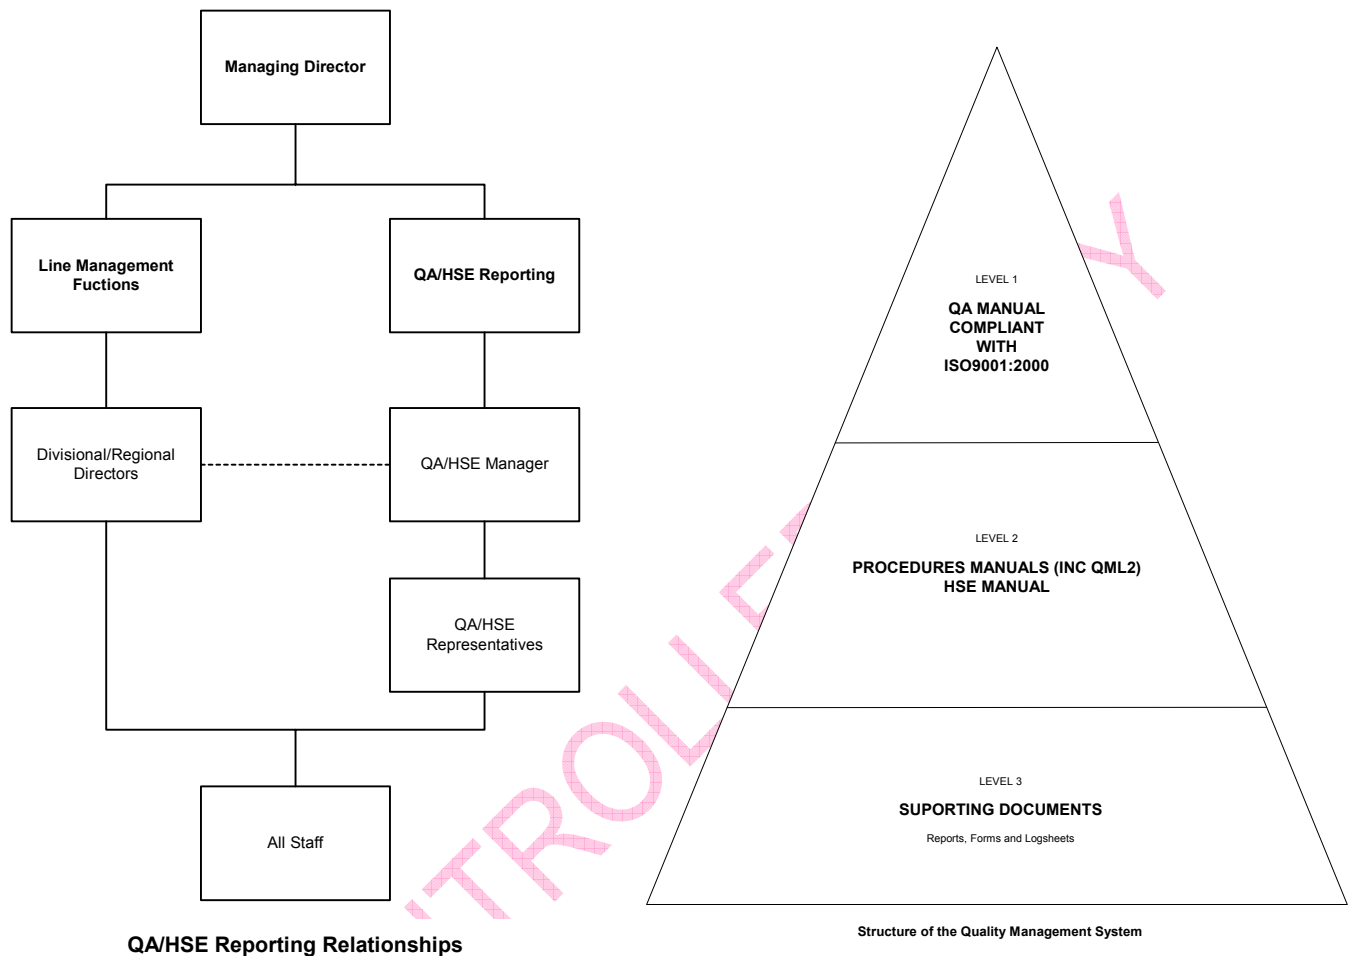 Managing Director
Line Management
Fuctions
QA/HSE Reporting
Divisional/Regional
Directors
QA/HSE Manager
QA/HSE
Representatives
All Staff
QA/HSE Reporting Relationships
LEVEL 1
QA MANUAL
COMPLIANT
WITH
ISO9001:2000
LEVEL 2
PROCEDURES MANUALS (INC QML2)
HSE MANUAL
LEVEL 3
SUPORTING DOCUMENTS
Reports, Forms and Logsheets
Structure of the Quality Management System